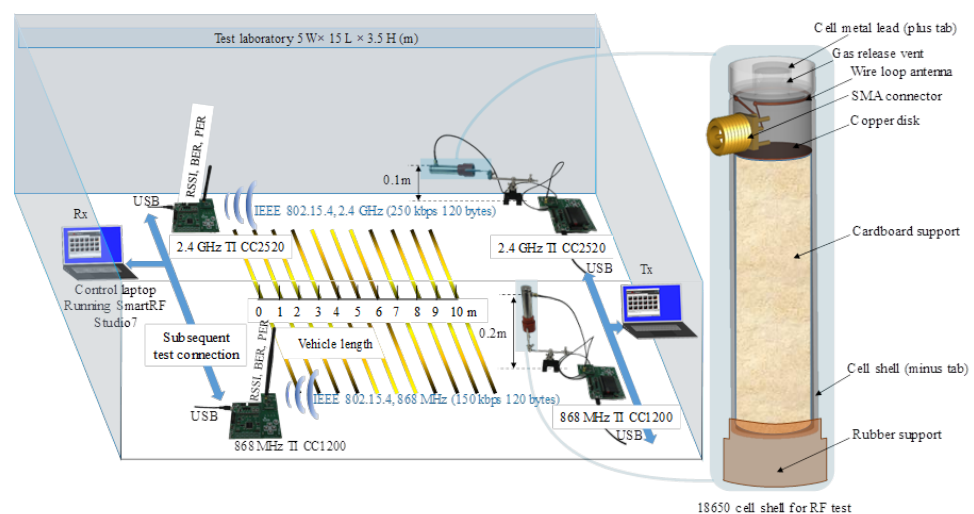 Test laboratory 5 W× 15 L × 3.5 H (m)
Cell metal lead (plus tab)
Gas release vent
Wire loop antenna
SMA connector
Copper disk
RSSI, BER, PER
0.1m
USB
Rx
IEEE 802.15.4, 2.4 GHz (250 kbps 120 bytes)
2.4 GHz TI CC2520
2.4 GHz TI CC2520
USB
Tx
Cardboard support
Control laptop
Running SmartRF
Studio7
0 1 2 3 4 5 6 7 8 9 10 m
0.2m
Subsequent
test connection
RSSI, BER, PER
Vehicle length
Cell shell (minus tab)
IEEE 802.15.4, 868 MHz (150 kbps 120 bytes)
USB
868 MHz TI CC1200
USB
868 MHz TI CC1200
Rubber support
18650 cell shell for RF test